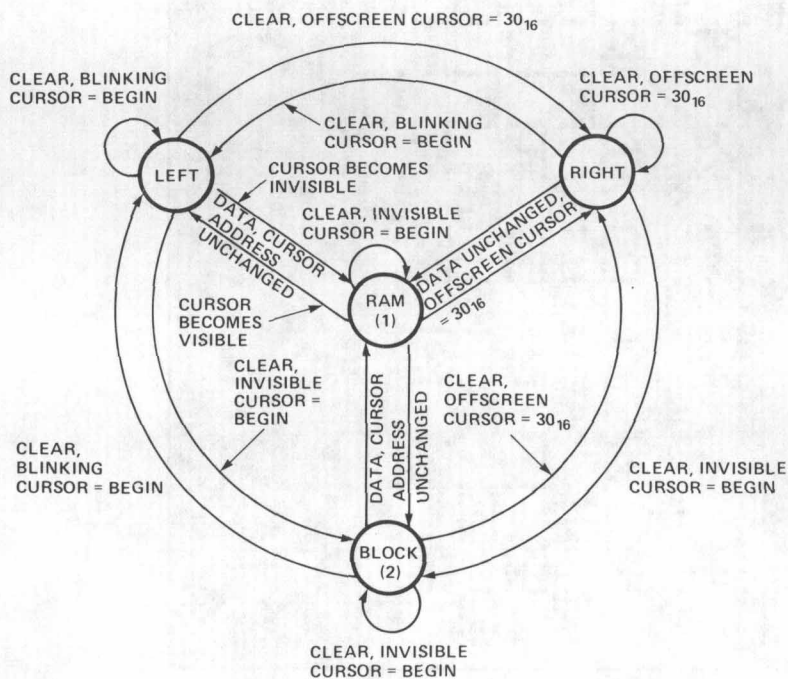 CLEAR, OFFSCREEN CURSOR = 30₁₆
CLEAR, BLINKING
CURSOR = BEGIN
CLEAR, OFFSCREEN
CURSOR = 30₁₆
CLEAR, BLINKING
CURSOR = BEGIN
LEFT
RIGHT
CURSOR BECOMES
INVISIBLE
CLEAR, INVISIBLE
CURSOR = BEGIN
DATA, CURSOR
ADDRESS
UNCHANGED
DATA UNCHANGED,
OFFSCREEN CURSOR
= 30₁₆
RAM
(1)
CURSOR
BECOMES
VISIBLE
CLEAR,
INVISIBLE
CURSOR =
BEGIN
DATA, CURSOR
ADDRESS
UNCHANGED
CLEAR,
OFFSCREEN
CURSOR = 30₁₆
CLEAR,
BLINKING
CURSOR = BEGIN
CLEAR, INVISIBLE
CURSOR = BEGIN
BLOCK
(2)
CLEAR, INVISIBLE
CURSOR = BEGIN